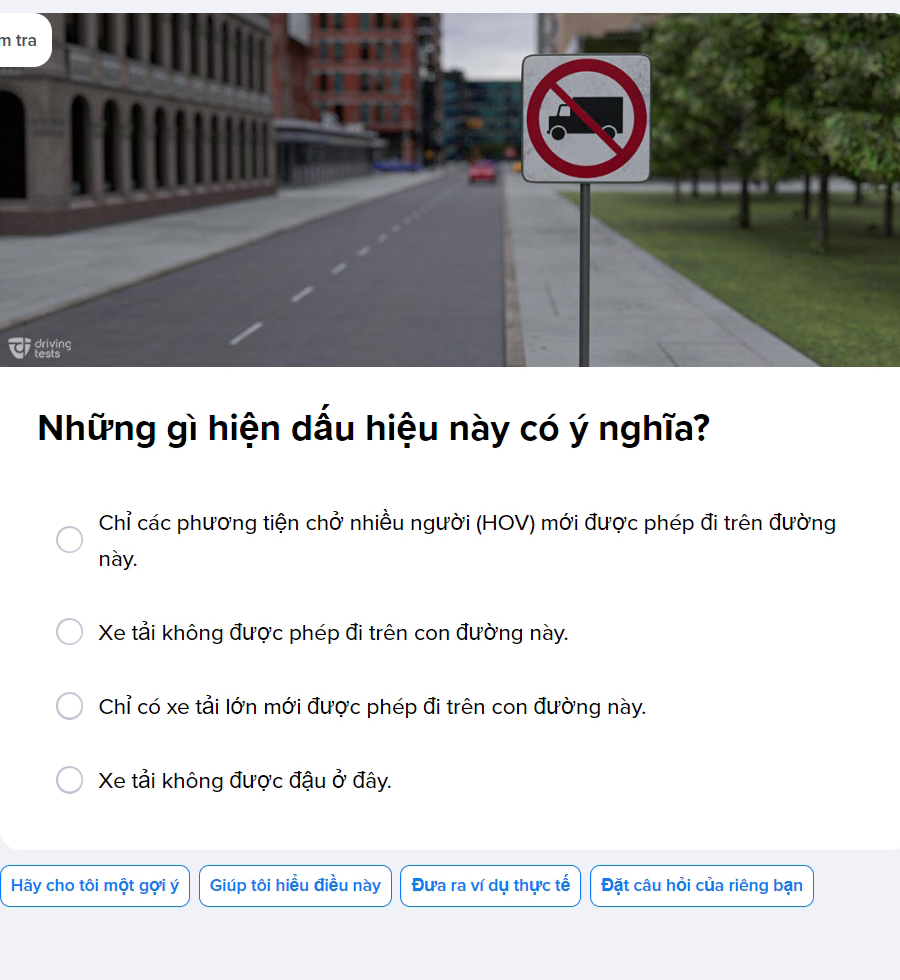 m tra
driving
tests
Những gì hiện dấu hiệu này có ý nghĩa?
Chỉ các phương tiện chở nhiều người (HOV) mới được phép đi trên đường
này.
Xe tải không được phép đi trên con đường này.
Chỉ có xe tải lớn mới được phép đi trên con đường này.
Xe tải không được đậu ở đây.
Hãy cho tôi một gợi ý
Giúp tôi hiểu điều này
Đưa ra ví dụ thực tế
Đặt câu hỏi của riêng bạn